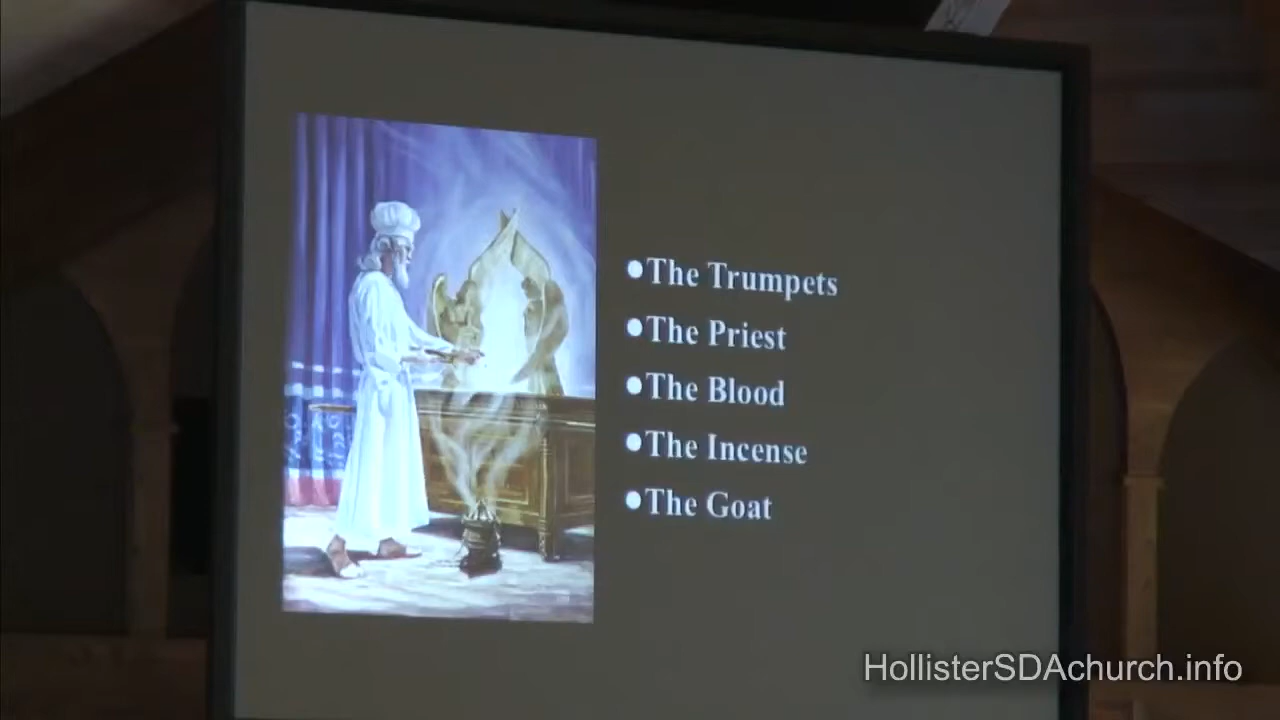 ●The Trumpets
●The Priest
●The Blood
●The Incense
●The Goat
HollisterSDAchurch.info